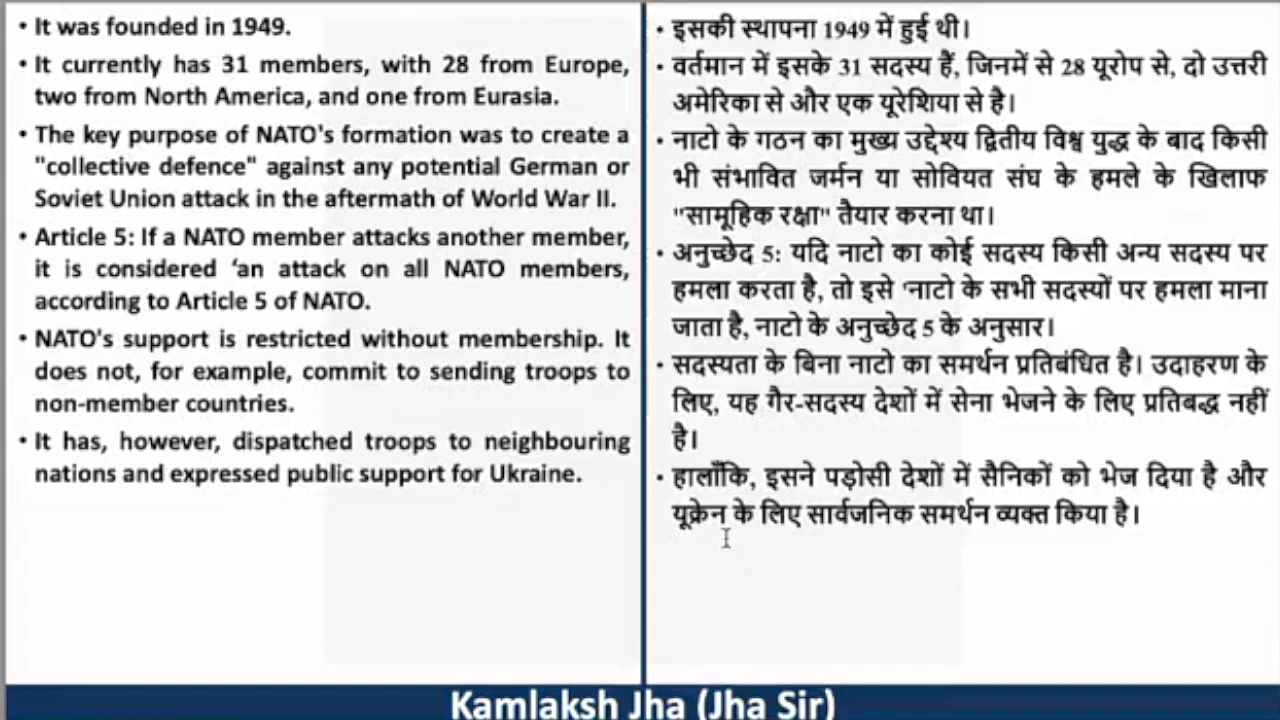 • It was founded in 1949.
• It currently has 31 members, with 28 from Europe,
two from North America, and one from Eurasia.
• The key purpose of NATO's formation was to create a
"collective defence" against any potential German or
Soviet Union attack in the aftermath of World War II.
• Article 5: If a NATO member attacks another member,
it is considered ‘an attack on all NATO members,
according to Article 5 of NATO.
• NATO's support is restricted without membership. It
does not, for example, commit to sending troops to
non-member countries.
• It has, however, dispatched troops to neighbouring
nations and expressed public support for Ukraine.
• इसकी स्थापना 1949 में हुई थी।
• वर्तमान में इसके 31 सदस्य हैं, जिनमें से 28 यूरोप से, दो उत्तरी
अमेरिका से और एक यूरेशिया से है।
• नाटो के गठन का मुख्य उद्देश्य द्वितीय विश्व युद्ध के बाद किसी
भी संभावित जर्मन या सोवियत संघ के हमले के खिलाफ
"सामूहिक रक्षा" तैयार करना था।
• अनुच्छेद 5: यदि नाटो का कोई सदस्य किसी अन्य सदस्य पर
हमला करता है, तो इसे 'नाटो के सभी सदस्यों पर हमला माना
जाता है, नाटो के अनुच्छेद 5 के अनुसार।
• सदस्यता के बिना नाटो का समर्थन प्रतिबंधित है। उदाहरण के
लिए, यह गैर-सदस्य देशों में सेना भेजने के लिए प्रतिबद्ध नहीं
है।
• हालाँकि, इसने पड़ोसी देशों में सैनिकों को भेज दिया है और
यूक्रेन के लिए सार्वजनिक समर्थन व्यक्त किया है।
Kamlaksh Jha (Jha Sir)